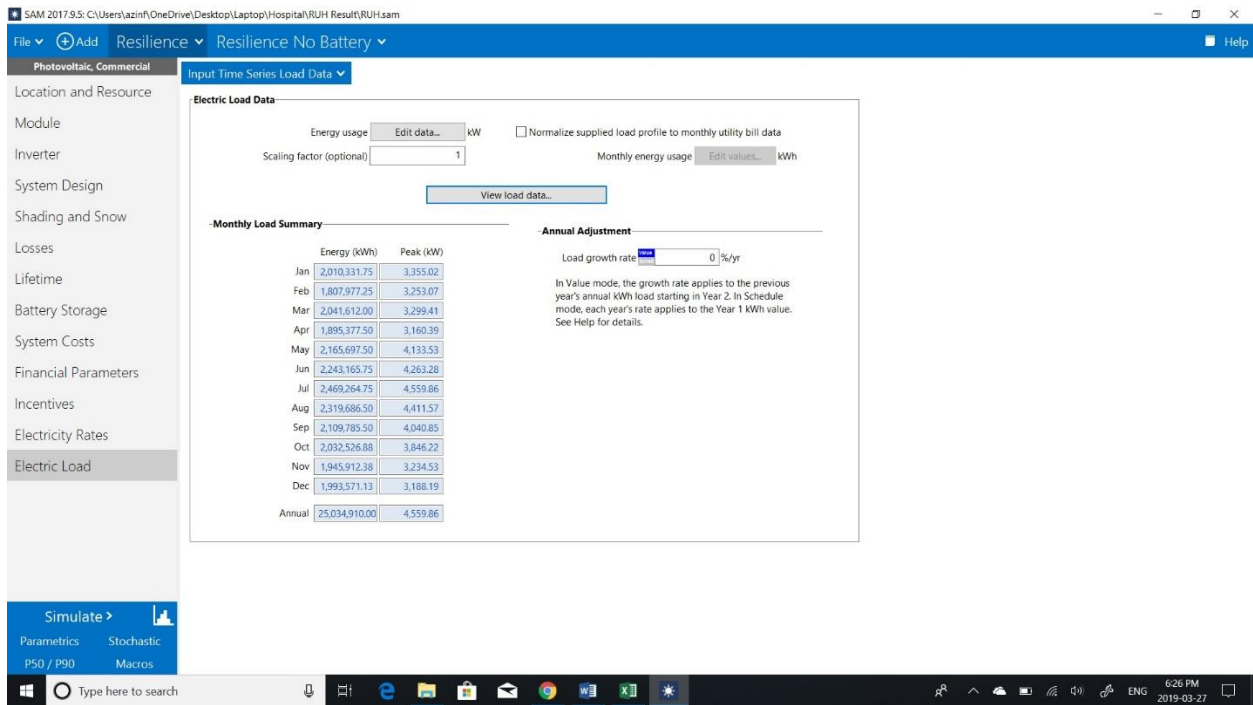 SAM 2017.9.5: C:\Users\azinf\OneDrive\Desktop\Laptop\Hospital\RUH Result\RUH.sam
File Add Resilience Resilience No Battery Help
Photovoltaic, Commercial
Location and Resource
Module
Inverter
System Design
Shading and Snow
Losses
Lifetime
Battery Storage
System Costs
Financial Parameters
Incentives
Electricity Rates
Electric Load
Simulate >
Parametrics Stochastic
P50 / P90 Macros
Input Time Series Load Data
Electric Load Data
Energy usage Edit data... kW Normalize supplied load profile to monthly utility bill data
Scaling factor (optional) 1 Monthly energy usage Edit values... kWh
View load data...
Monthly Load Summary
Energy (kWh) Peak (kW)
Jan 2,010,331.75 3,355.02
Feb 1,807,977.25 3,253.07
Mar 2,041,612.00 3,299.41
Apr 1,895,377.50 3,160.39
May 2,165,697.50 4,133.53
Jun 2,243,165.75 4,263.28
Jul 2,469,264.75 4,559.86
Aug 2,319,686.50 4,411.57
Sep 2,109,785.50 4,040.85
Oct 2,032,526.88 3,846.22
Nov 1,945,912.38 3,234.53
Dec 1,993,571.13 3,188.19
Annual 25,034,910.00 4,559.86
Annual Adjustment
Load growth rate Value 0 %/yr
In Value mode, the growth rate applies to the previous
year's annual kWh load starting in Year 2. In Schedule
mode, each year's rate applies to the Year 1 kWh value.
See Help for details.
Type here to search
ENG 6:26 PM
2019-03-27